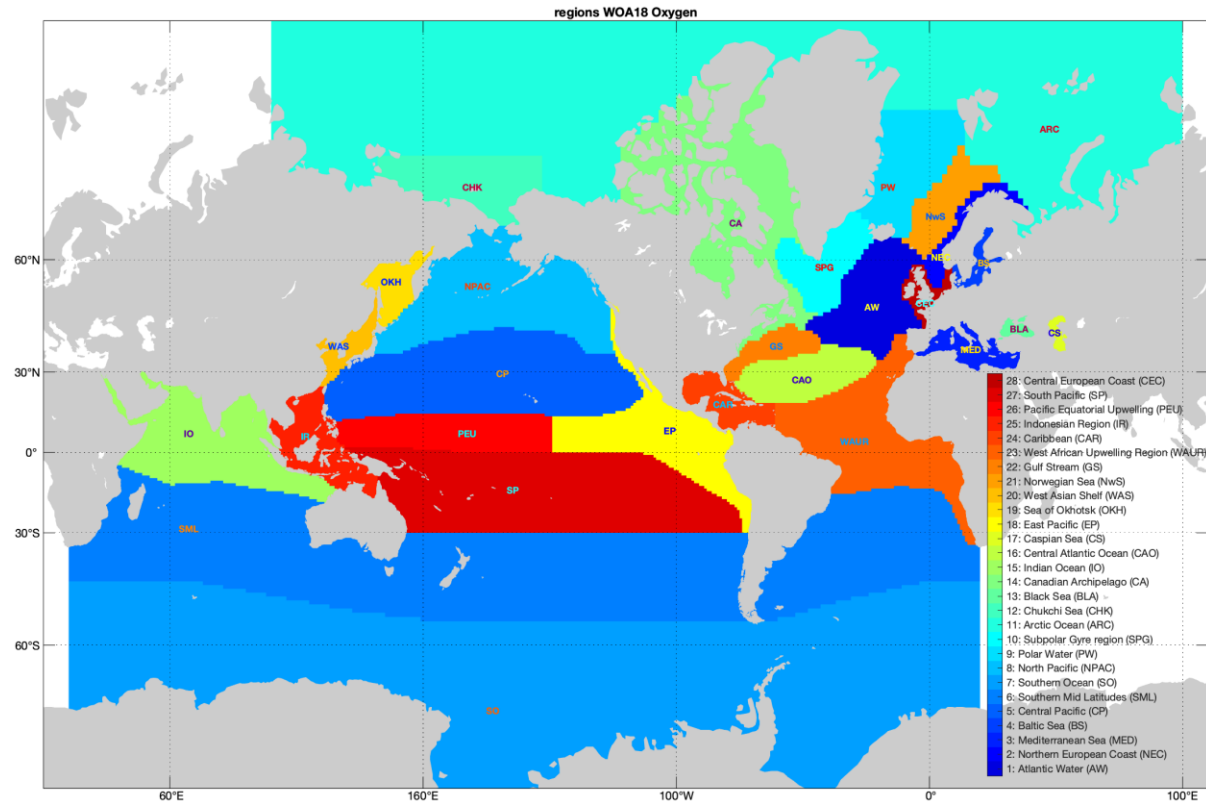 regions WOA18 Oxygen
ARC
CHK
PW
NwS
CA
60°N
NEC
BS
SPG
OKH
NPAC
AW
CEC
BLA
CS
WAS
GS
MED
30°N
CP
CAO
CAR
IO
IR
PEU
EP
WAUR
0°
SP
SML
30°S
60°S
SO
28: Central European Coast (CEC)
27: South Pacific (SP)
26: Pacific Equatorial Upwelling (PEU)
25: Indonesian Region (IR)
24: Caribbean (CAR)
23: West African Upwelling Region (WAUR)
22: Gulf Stream (GS)
21: Norwegian Sea (NwS)
20: West Asian Shelf (WAS)
19: Sea of Okhotsk (OKH)
18: East Pacific (EP)
17: Caspian Sea (CS)
16: Central Atlantic Ocean (CAO)
15: Indian Ocean (IO)
14: Canadian Archipelago (CA)
13: Black Sea (BLA)
12: Chukchi Sea (CHK)
11: Arctic Ocean (ARC)
10: Subpolar Gyre region (SPG)
9: Polar Water (PW)
8: North Pacific (NPAC)
7: Southern Ocean (SO)
6: Southern Mid Latitudes (SML)
5: Central Pacific (CP)
4: Baltic Sea (BS)
3: Mediterranean Sea (MED)
2: Northern European Coast (NEC)
1: Atlantic Water (AW)
60°E
160°E
100°W
0°
100°E